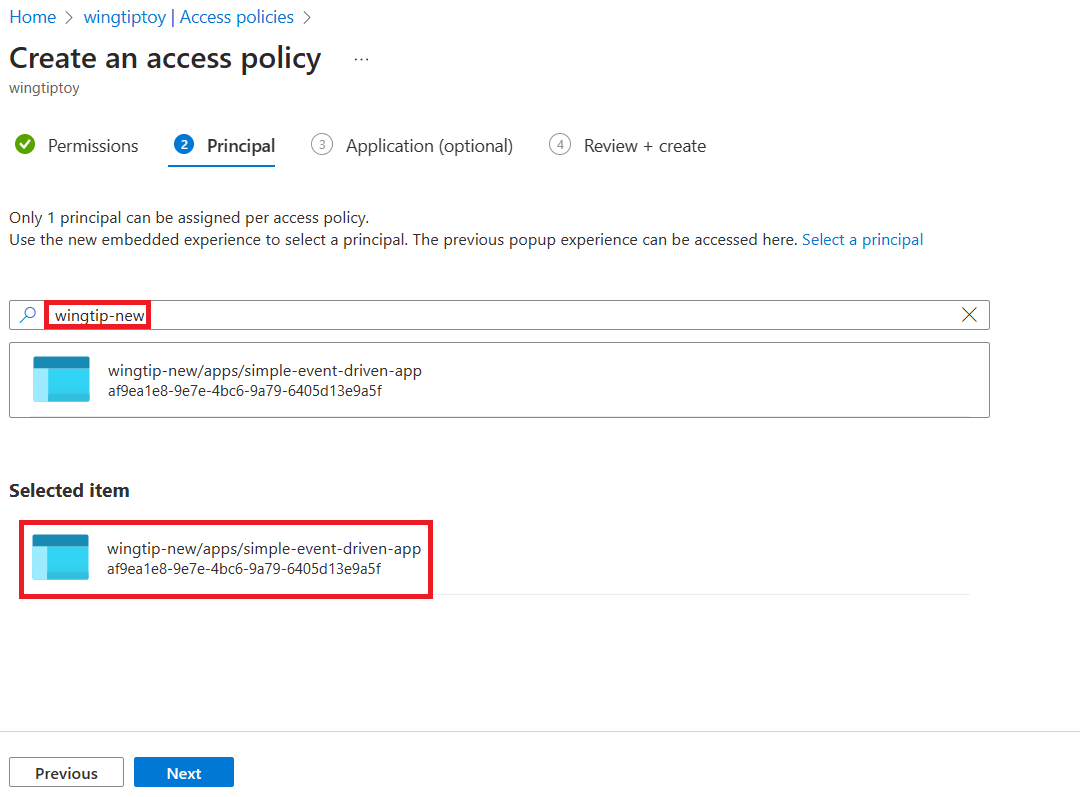 Home > wingtiptoy | Access policies >
Create an access policy ...
wingtiptoy
Permissions 2 Principal 3 Application (optional) 4 Review + create
Only 1 principal can be assigned per access policy.
Use the new embedded experience to select a principal. The previous popup experience can be accessed here. Select a principal
wingtip-new
wingtip-new/apps/simple-event-driven-app
af9ea1e8-9e7e-4bc6-9a79-6405d13e9a5f
Selected item
wingtip-new/apps/simple-event-driven-app
af9ea1e8-9e7e-4bc6-9a79-6405d13e9a5f
Previous Next